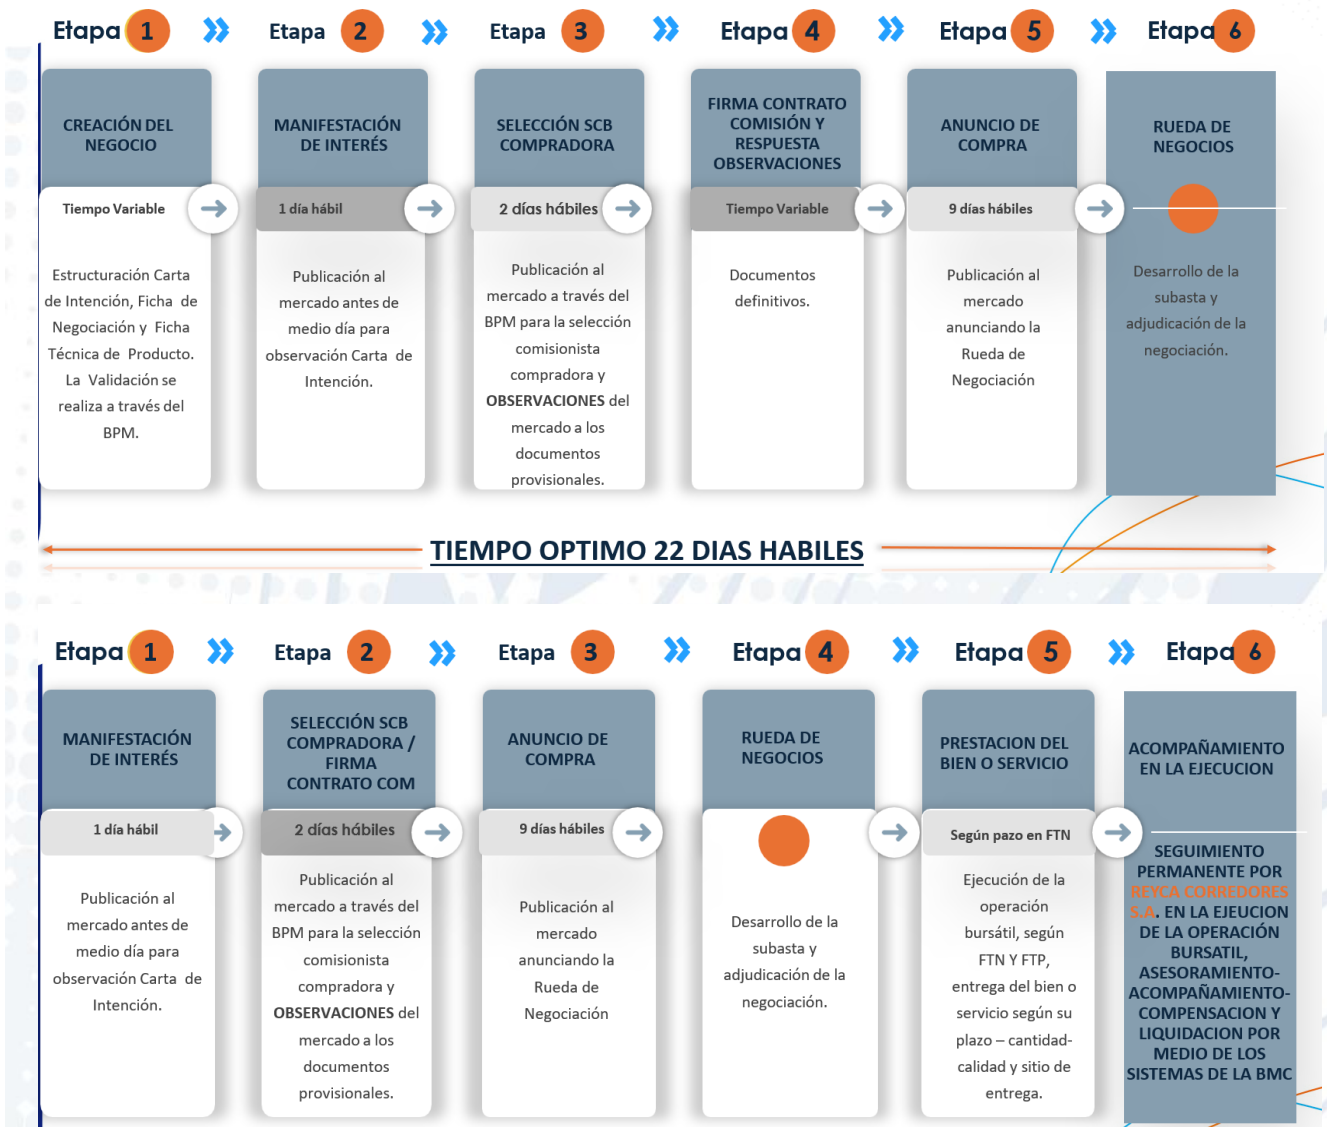 Etapa 1
Etapa 2
Etapa 3
Etapa 4
Etapa 5
Etapa 6
CREACIÓN DEL
NEGOCIO
Tiempo Variable
Estructuración Carta
de Intención, Ficha de
Negociación y Ficha
Técnica de Producto.
La Validación se
realiza a través del
BPM.
MANIFESTACIÓN
DE INTERÉS
1 día hábil
Publicación al
mercado antes de
medio día para
observación Carta de
Intención.
SELECCIÓN SCB
COMPRADORA
2 días hábiles
Publicación al
mercado a través del
BPM para la selección
comisionista
compradora y
OBSERVACIONES del
mercado a los
documentos
provisionales.
FIRMA CONTRATO
COMISIÓN Y
RESPUESTA
OBSERVACIONES
Tiempo Variable
Documentos
definitivos.
ANUNCIO DE
COMPRA
9 días hábiles
Publicación al
mercado
anunciando la
Rueda de
Negociación
RUEDA DE
NEGOCIOS
Desarrollo de la
subasta y
adjudicación de la
negociación.
TIEMPO OPTIMO 22 DIAS HABILES
Etapa 1
Etapa 2
Etapa 3
Etapa 4
Etapa 5
Etapa 6
MANIFESTACIÓN
DE INTERÉS
1 día hábil
Publicación al
mercado antes de
medio día para
observación Carta de
Intención.
SELECCIÓN SCB
COMPRADORA /
FIRMA
CONTRATO COM
2 días hábiles
Publicación al
mercado a través del
BPM para la selección
comisionista
compradora y
OBSERVACIONES del
mercado a los
documentos
provisionales.
ANUNCIO DE
COMPRA
9 días hábiles
Publicación al
mercado
anunciando la
Rueda de
Negociación
RUEDA DE
NEGOCIOS
Desarrollo de la
subasta y
adjudicación de la
negociación.
PRESTACION DEL
BIEN O SERVICIO
Según pazo en FTN
Ejecución de la
operación
bursátil, según
FTN Y FTP,
entrega del bien o
servicio según su
plazo – cantidad-
calidad y sitio de
entrega.
ACOMPAÑAMIENTO
EN LA EJECUCION
SEGUIMIENTO
PERMANENTE POR
REYCA CORREDORES
S.A. EN LA EJEUCION
DE LA OPERACIÓN
BURSATIL,
ASESORAMIENTO-
ACOMPAÑAMIENTO-
COMPENSACION Y
LIQUIDACION POR
MEDIO DE LOS
SISTEMAS DE LA BMC